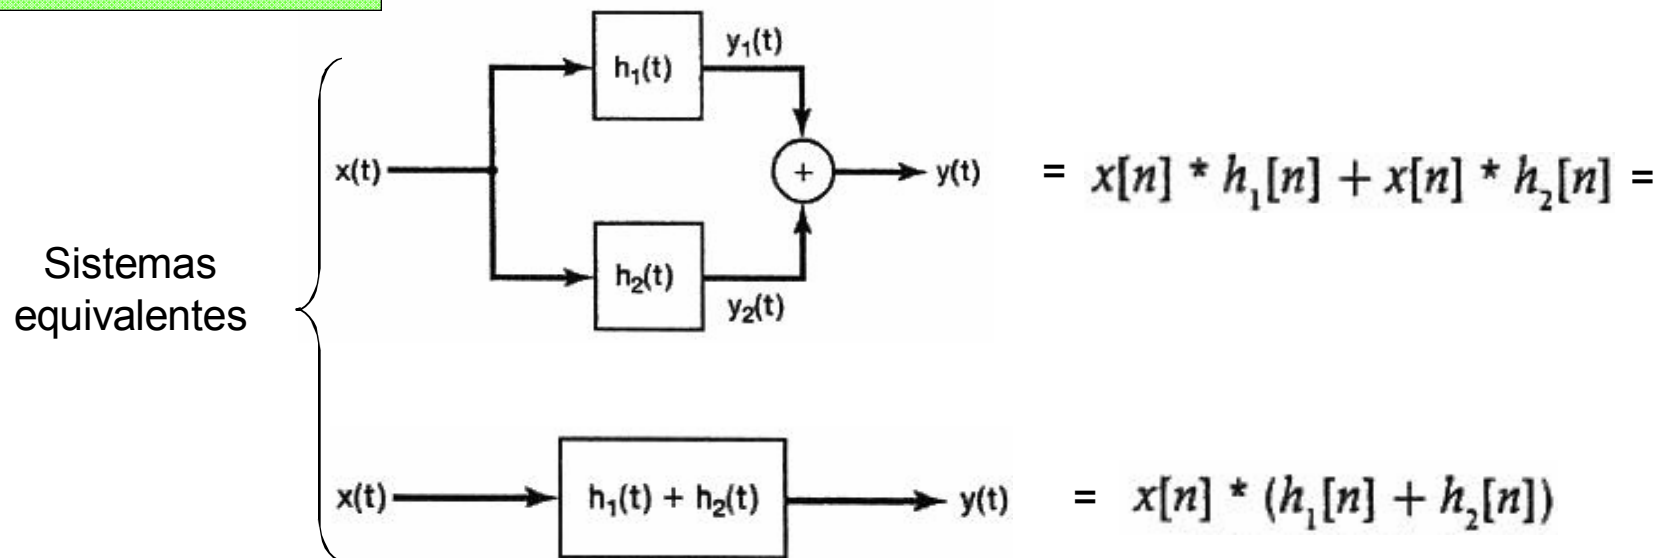 h₁(t)
y₁(t)
x(t)
+
y(t)
= x[n] * h₁[n] + x[n] * h₂[n] =
h₂(t)
y₂(t)
Sistemas
equivalentes
x(t)
h₁(t) + h₂(t)
y(t)
= x[n] * (h₁[n] + h₂[n])